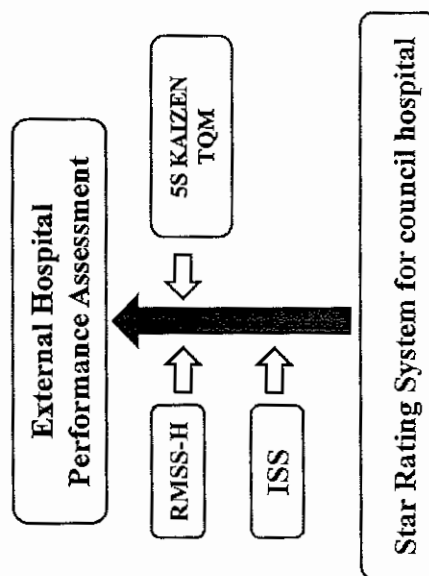 External Hospital
Performance Assessment
5S KAIZEN
TQM
RMSS-H
ISS
Star Rating System for council hospital